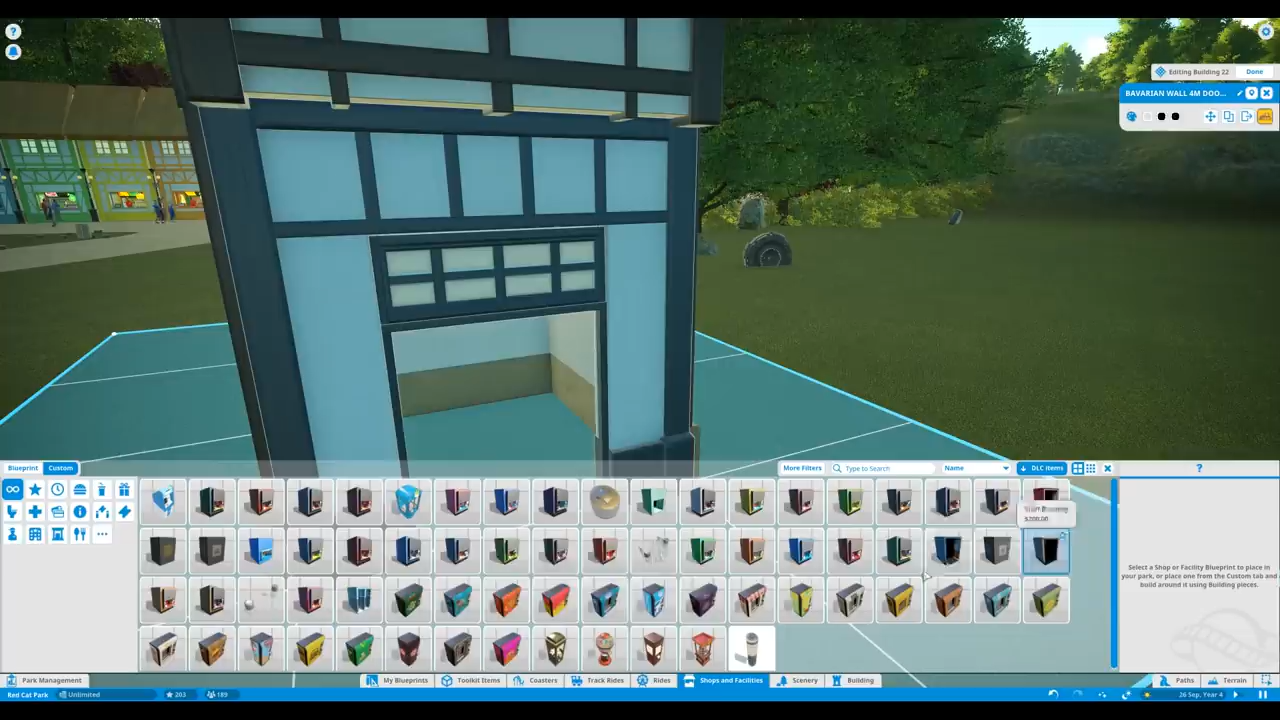 Editing Building 22 Done
BAVARIAN WALL 4M DOO...
Blueprint Custom More Filters Type to Search Name DLC Items ?
$200.00
Select a Shop or Facility Blueprint to place in
your park, or place one from the Custom tab and
build around it using Building pieces.
Park Management My Blueprints Toolkit Items Coasters Track Rides Rides Shops and Facilities Scenery Building Paths Terrain
Red Cat Park Unlimited 203 189 26 Sep, Year 4